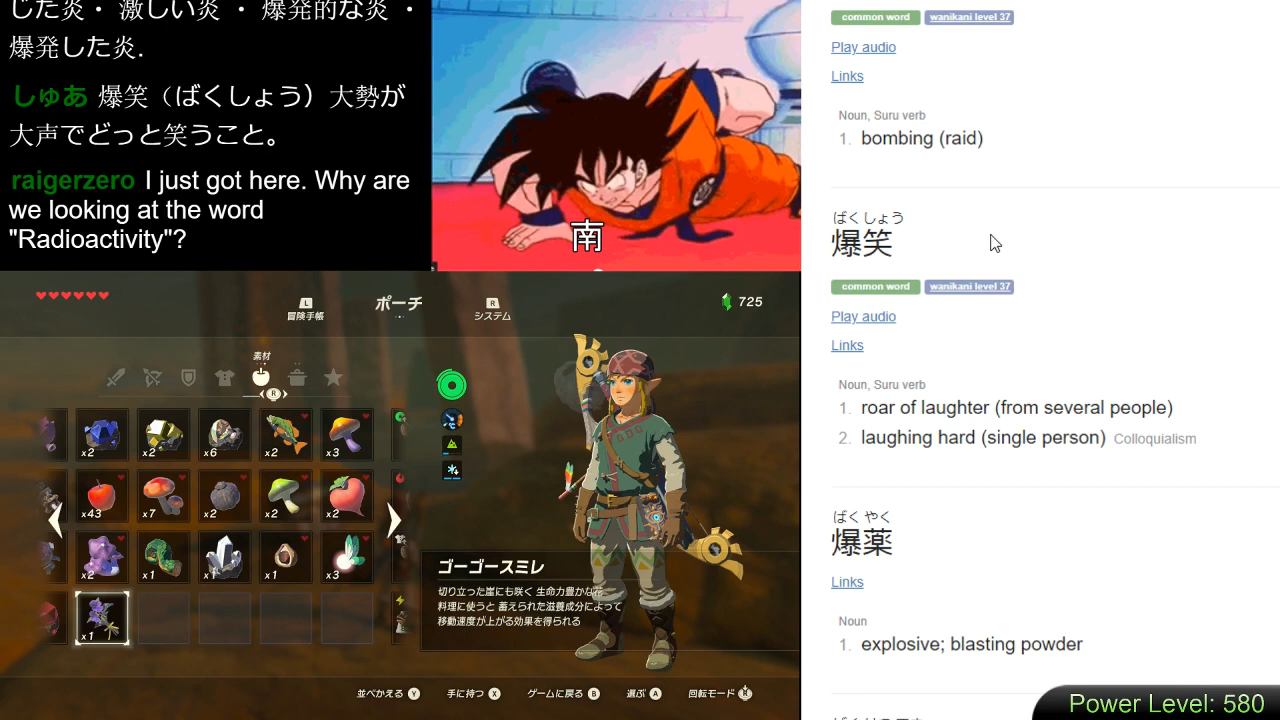 した炎・ 激しい炎 ・ 爆発的な炎 ・
爆発した炎.
しゅあ 爆笑（ばくしょう）大勢が
大声でどっと笑うこと。
raigerzero I just got here. Why are
we looking at the word
"Radioactivity"?
南
L
冒険手帳
ポーチ
R
システム
725
素材
R
x2
x1
x6
x2
x3
x43
x7
x2
x2
x2
x2
x1
x1
x1
x3
x1
ゴーゴースミレ
切り立った崖にも咲く 生命力豊かな花
料理に使うと 蓄えられた滋養成分によって
移動速度が上がる効果を得られる
並べかえる Y
手に持つ X
ゲームに戻る B
選ぶ A
回転モード R
common word
wanikani level 37
Play audio
Links
Noun, Suru verb
1. bombing (raid)
ばくしょう
爆笑
common word
wanikani level 37
Play audio
Links
Noun, Suru verb
1. roar of laughter (from several people)
2. laughing hard (single person) Colloquialism
ばくやく
爆薬
Links
Noun
1. explosive; blasting powder
Power Level: 580